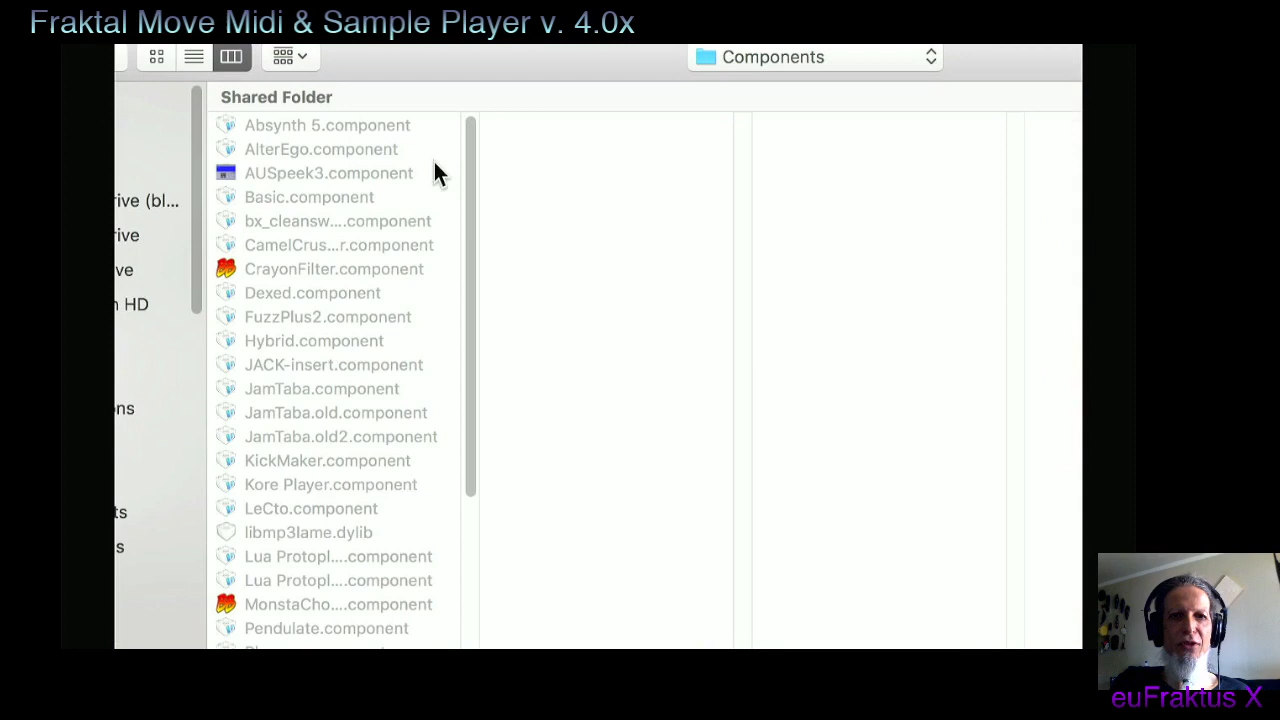 Fraktal Move Midi & Sample Player v. 4.0x
Components
Shared Folder
Absynth 5.component
AlterEgo.component
AUSpeek3.component
rive (bl...
Basic.component
bx_cleansw....component
rive
CamelCrus...r.component
ve
CrayonFilter.component
Dexed.component
n HD
FuzzPlus2.component
Hybrid.component
JACK-insert.component
JamTaba.component
ons
JamTaba.old.component
JamTaba.old2.component
KickMaker.component
Kore Player.component
ts
LeCto.component
libmp3lame.dylib
s
Lua Protopl....component
Lua Protopl....component
MonstaCho....component
Pendulate.component
euFraktus X